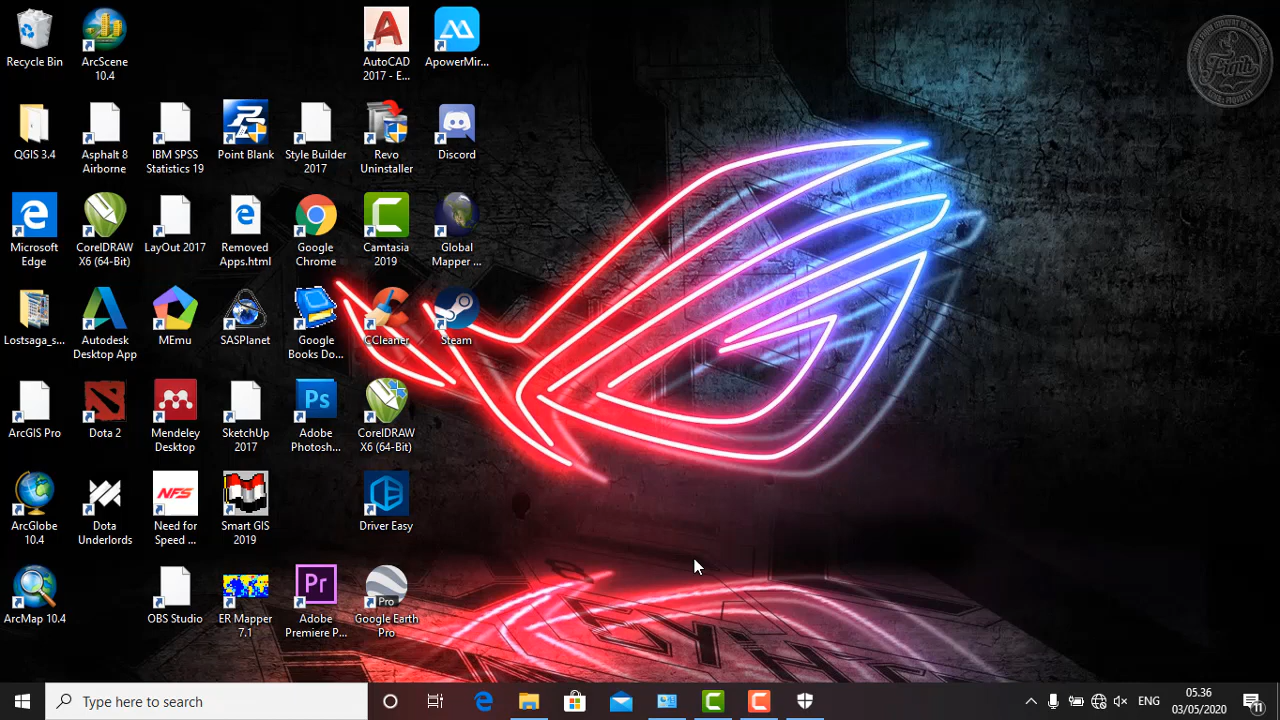 Recycle Bin
ArcScene
10.4
AutoCAD
2017 - E...
ApowerMir...
QGIS 3.4
Asphalt 8
Airborne
IBM SPSS
Statistics 19
Point Blank
Style Builder
2017
Revo
Uninstaller
Discord
Microsoft
Edge
CorelDRAW
X6 (64-Bit)
LayOut 2017
Removed
Apps.html
Google
Chrome
Camtasia
2019
Global
Mapper ...
Lostsaga_s...
Autodesk
Desktop App
MEmu
SASPlanet
Google
Books Do...
CCleaner
Steam
ArcGIS Pro
Dota 2
Mendeley
Desktop
SketchUp
2017
Ps
Adobe
Photosh...
CorelDRAW
X6 (64-Bit)
ArcGlobe
10.4
Dota
Underlords
NFS
Need for
Speed ...
Smart GIS
2019
Driver Easy
ArcMap 10.4
OBS Studio
ER Mapper
7.1
Pr
Adobe
Premiere P...
Pro
Google Earth
Pro
Type here to search
ENG
05.36
03/05/2020
11